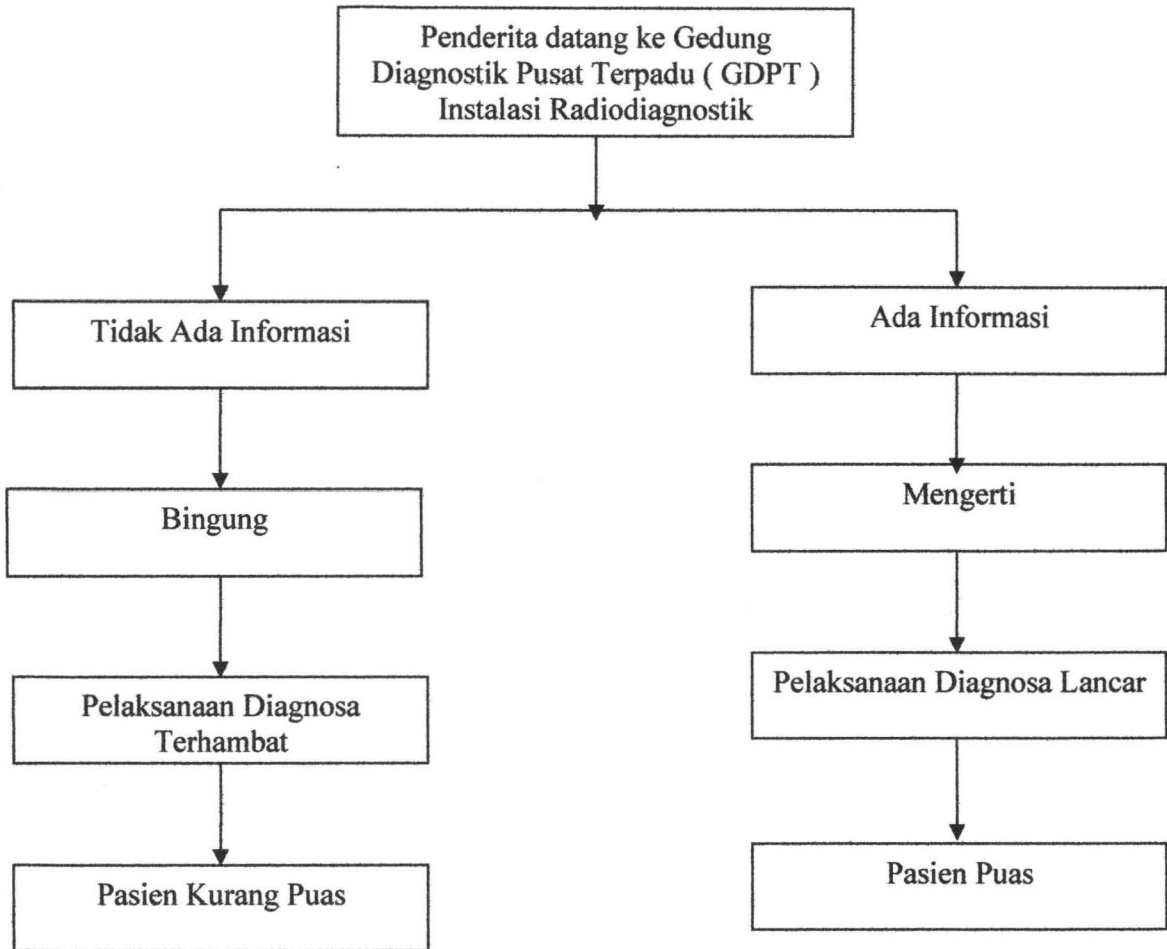 Penderita datang ke Gedung
Diagnostik Pusat Terpadu ( GDPT )
Instalasi Radiodiagnostik
Tidak Ada Informasi
Bingung
Pelaksanaan Diagnosa
Terhambat
Pasien Kurang Puas
Ada Informasi
Mengerti
Pelaksanaan Diagnosa Lancar
Pasien Puas